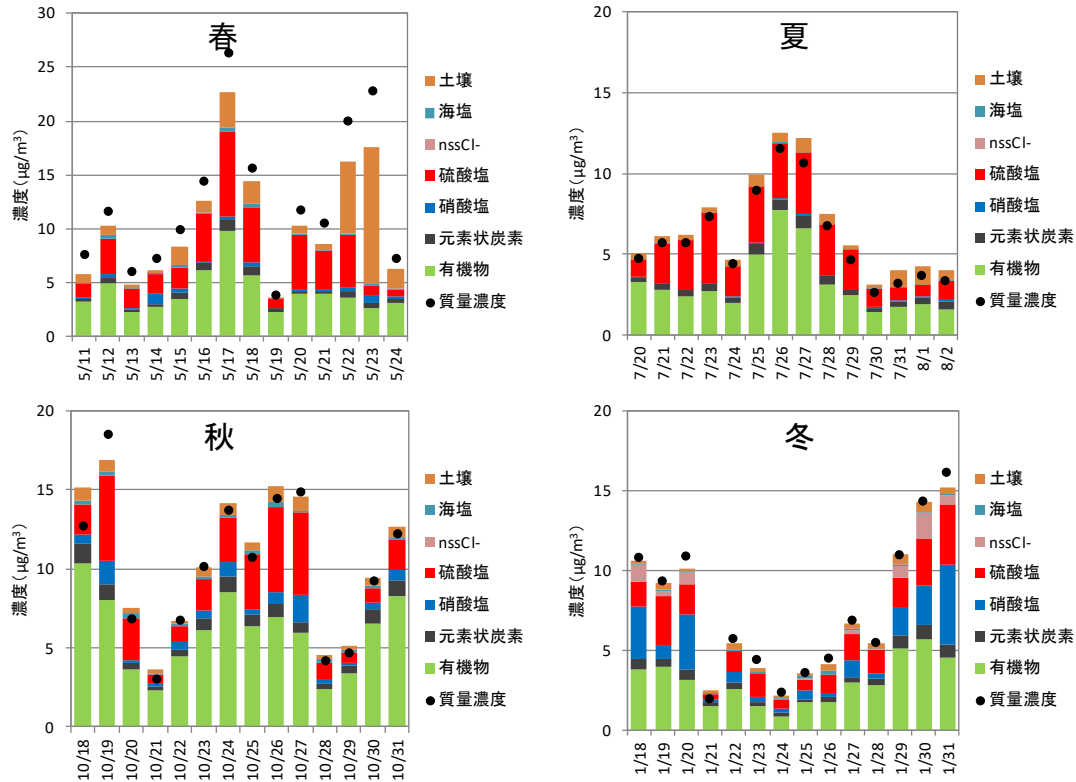 春
濃度（μg/m³）
30
25
20
15
10
5
0
5/11
5/12
5/13
5/14
5/15
5/16
5/17
5/18
5/19
5/20
5/21
5/22
5/23
5/24
土壌
海塩
nssCl-
硫酸塩
硝酸塩
元素状炭素
有機物
質量濃度
夏
濃度（μg/m³）
20
15
10
5
0
7/20
7/21
7/22
7/23
7/24
7/25
7/26
7/27
7/28
7/29
7/30
7/31
8/1
8/2
土壌
海塩
nssCl-
硫酸塩
硝酸塩
元素状炭素
有機物
質量濃度
秋
濃度（μg/m³）
20
15
10
5
0
10/18
10/19
10/20
10/21
10/22
10/23
10/24
10/25
10/26
10/27
10/28
10/29
10/30
10/31
土壌
海塩
nssCl-
硫酸塩
硝酸塩
元素状炭素
有機物
質量濃度
冬
濃度（μg/m³）
20
15
10
5
0
1/18
1/19
1/20
1/21
1/22
1/23
1/24
1/25
1/26
1/27
1/28
1/29
1/30
1/31
土壌
海塩
nssCl-
硫酸塩
硝酸塩
元素状炭素
有機物
質量濃度